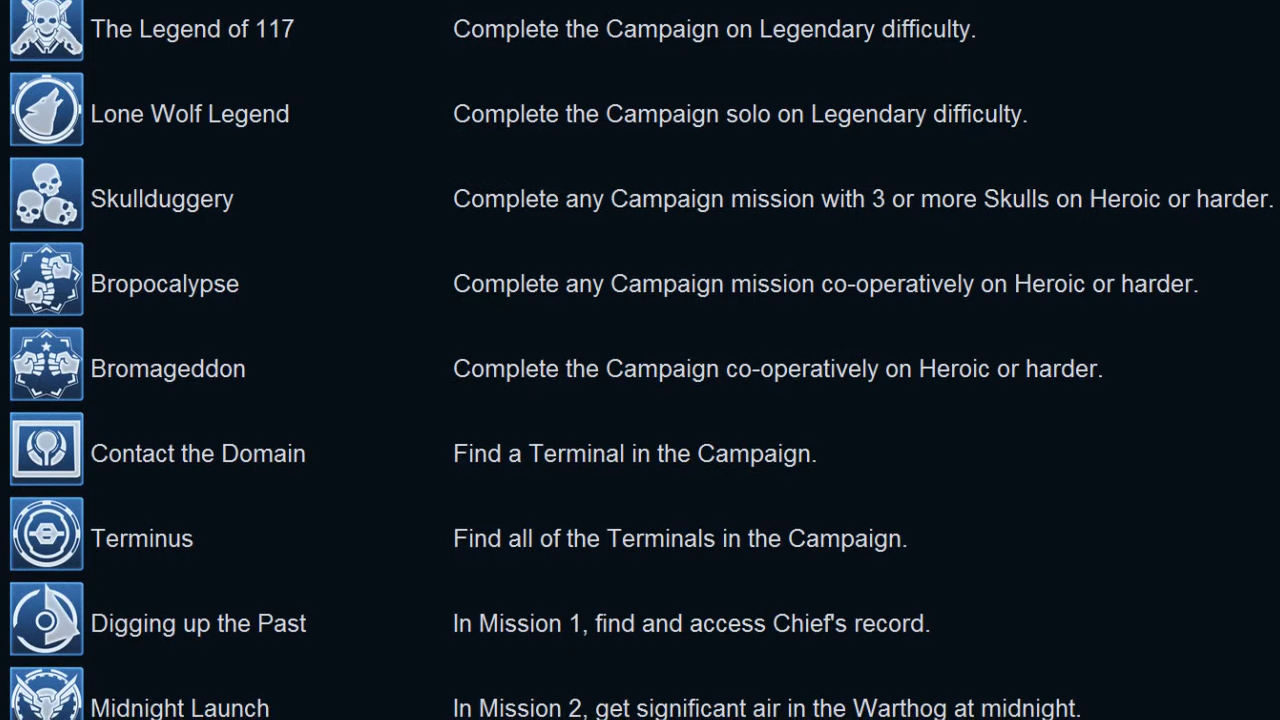 The Legend of 117 Complete the Campaign on Legendary difficulty.
Lone Wolf Legend Complete the Campaign solo on Legendary difficulty.
Skullduggery Complete any Campaign mission with 3 or more Skulls on Heroic or harder.
Bropocalypse Complete any Campaign mission co-operatively on Heroic or harder.
Bromageddon Complete the Campaign co-operatively on Heroic or harder.
Contact the Domain Find a Terminal in the Campaign.
Terminus Find all of the Terminals in the Campaign.
Digging up the Past In Mission 1, find and access Chief's record.
Midnight Launch In Mission 2, get significant air in the Warthog at midnight.